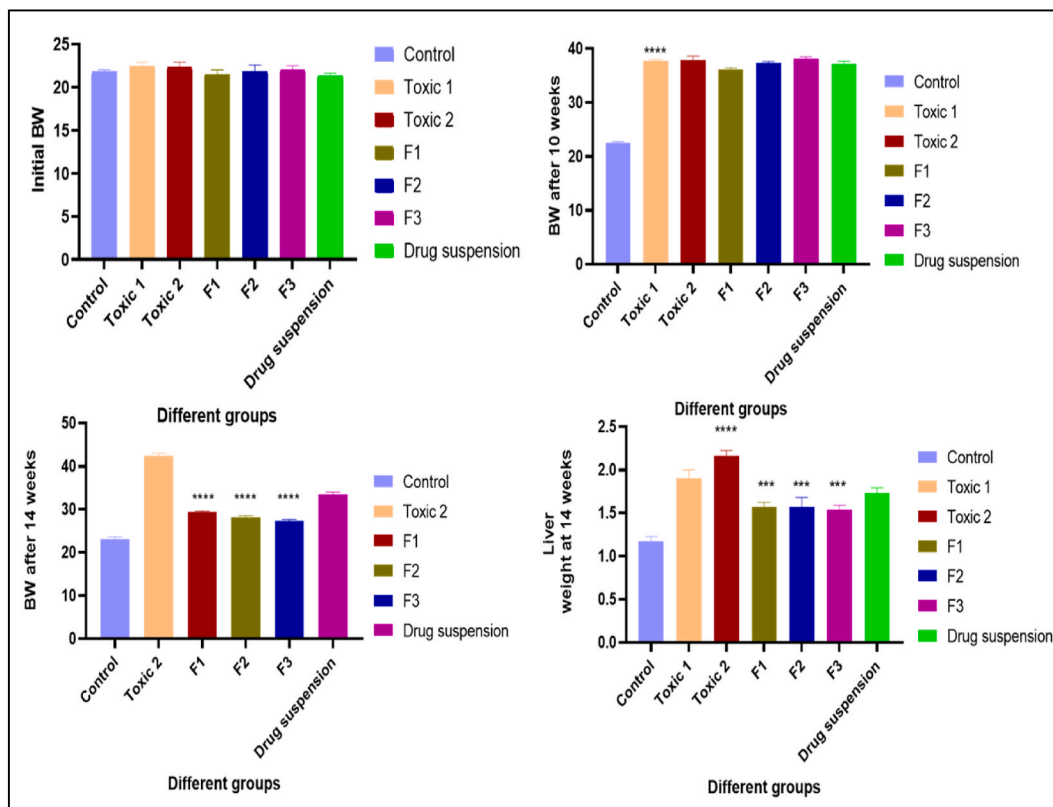 25
20
15
10
5
0
Initial BW
Control
Toxic 1
Toxic 2
F1
F2
F3
Drug suspension
Different groups
Control
Toxic 1
Toxic 2
F1
F2
F3
Drug suspension
40
30
20
10
0
BW after 10 weeks
****
Control
Toxic 1
Toxic 2
F1
F2
F3
Drug suspension
Different groups
Control
Toxic 1
Toxic 2
F1
F2
F3
Drug suspension
50
40
30
20
10
0
BW after 14 weeks
**** **** ****
Control
Toxic 2
F1
F2
F3
Drug suspension
Different groups
Control
Toxic 2
F1
F2
F3
Drug suspension
2.5
2.0
1.5
1.0
0.5
0.0
Liver
weight at 14 weeks
****
*** *** ***
Control
Toxic 1
Toxic 2
F1
F2
F3
Drug suspension
Different groups
Control
Toxic 1
Toxic 2
F1
F2
F3
Drug suspension